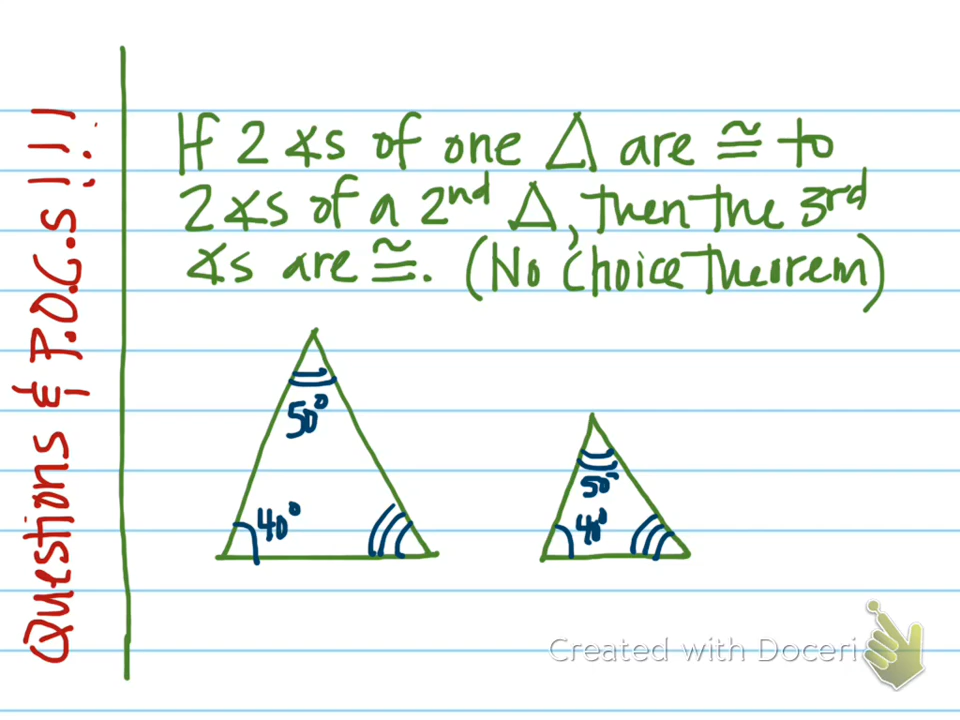 Questions & P.O.C.s !!!
If 2 ∡s of one △ are ≅ to
2 ∡s of a 2nd △, then the 3rd
∡s are ≅. (No Choice Theorem)
50°
40°
50°
40°
Created with Doceri